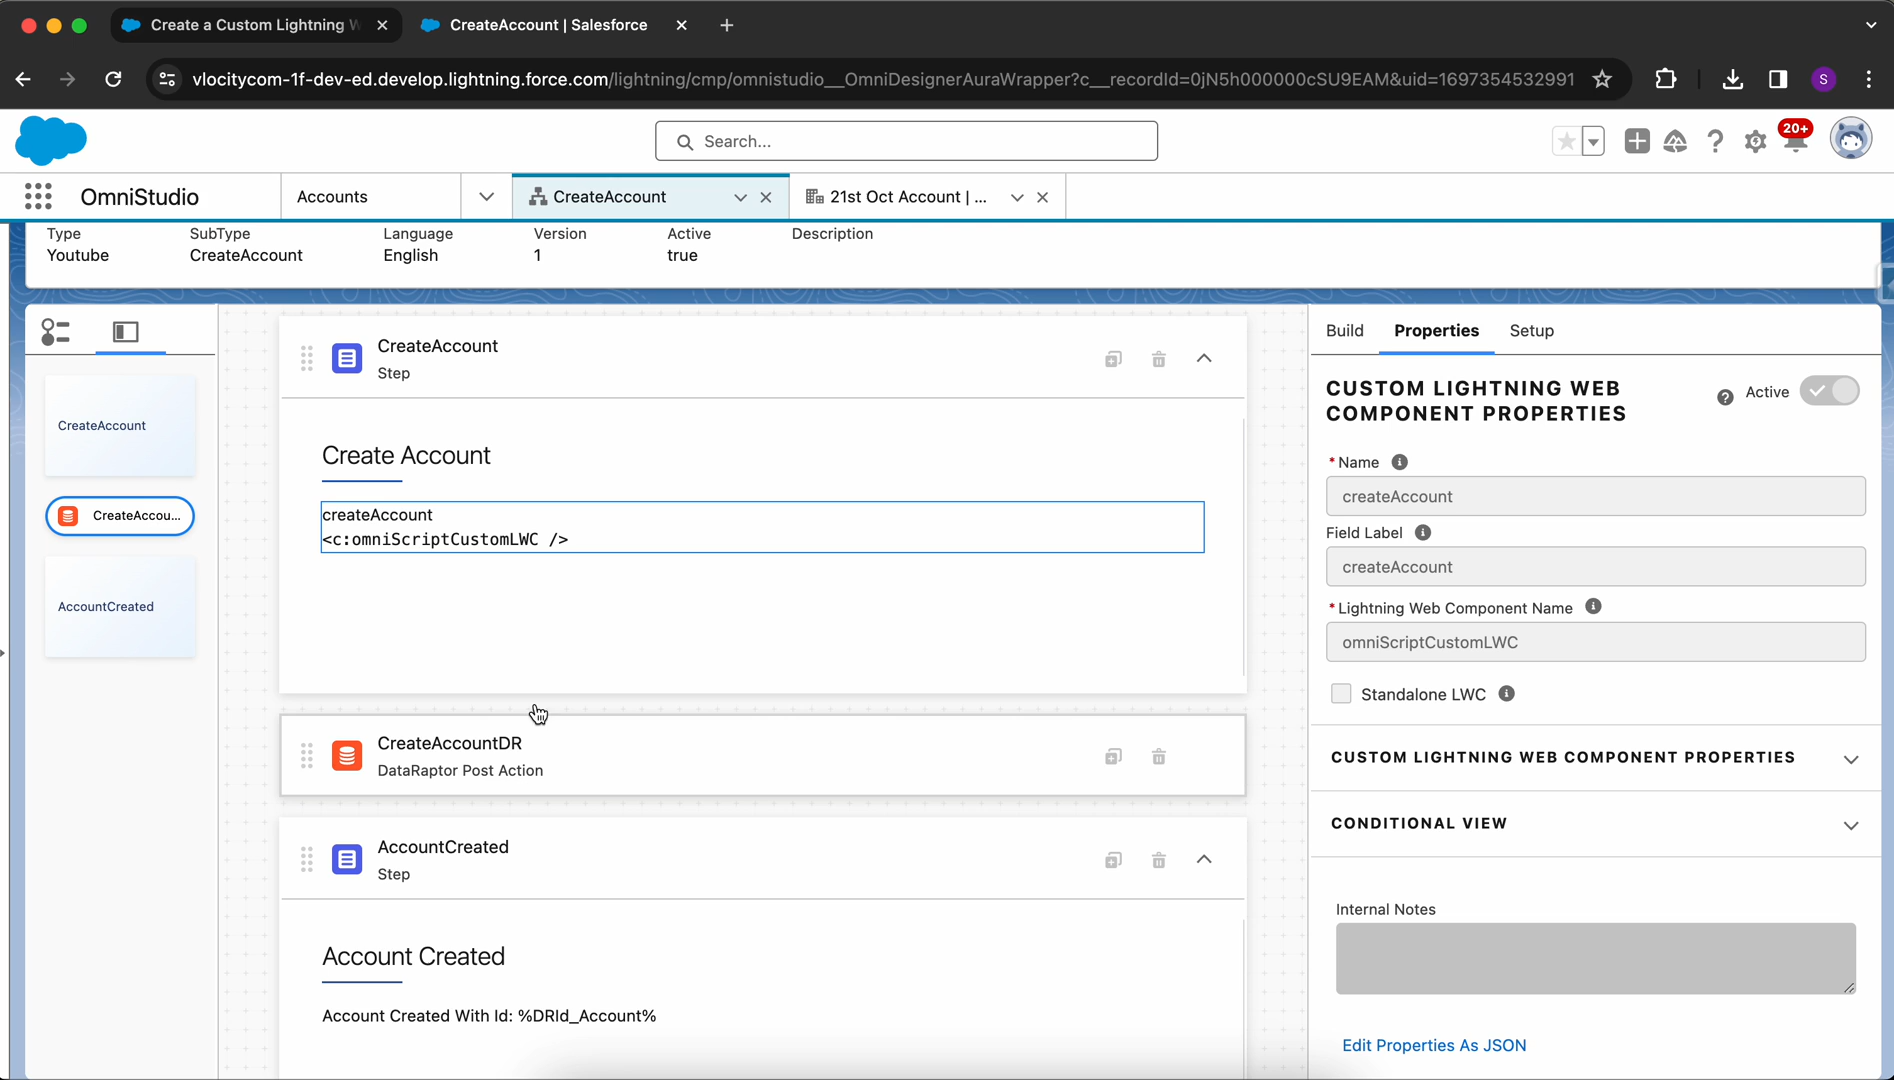 Create a Custom Lightning W
CreateAccount | Salesforce
vlocitycom-1f-dev-ed.develop.lightning.force.com/lightning/cmp/omnistudio__OmniDesignerAuraWrapper?c__recordId=0jN5h000000cSU9EAM&uid=1697354532991
S
Search...
20+
OmniStudio
Accounts
CreateAccount
21st Oct Account | ...
Type
SubType
Language
Version
Active
Description
Youtube
CreateAccount
English
1
true
CreateAccount
CreateAccou...
AccountCreated
CreateAccount
Step
Create Account
createAccount
<c:omniScriptCustomLWC />
CreateAccountDR
DataRaptor Post Action
AccountCreated
Step
Account Created
Account Created With Id: %DRId_Account%
Build
Properties
Setup
CUSTOM LIGHTNING WEB
COMPONENT PROPERTIES
Active
* Name
createAccount
Field Label
createAccount
* Lightning Web Component Name
omniScriptCustomLWC
Standalone LWC
CUSTOM LIGHTNING WEB COMPONENT PROPERTIES
CONDITIONAL VIEW
Internal Notes
Edit Properties As JSON